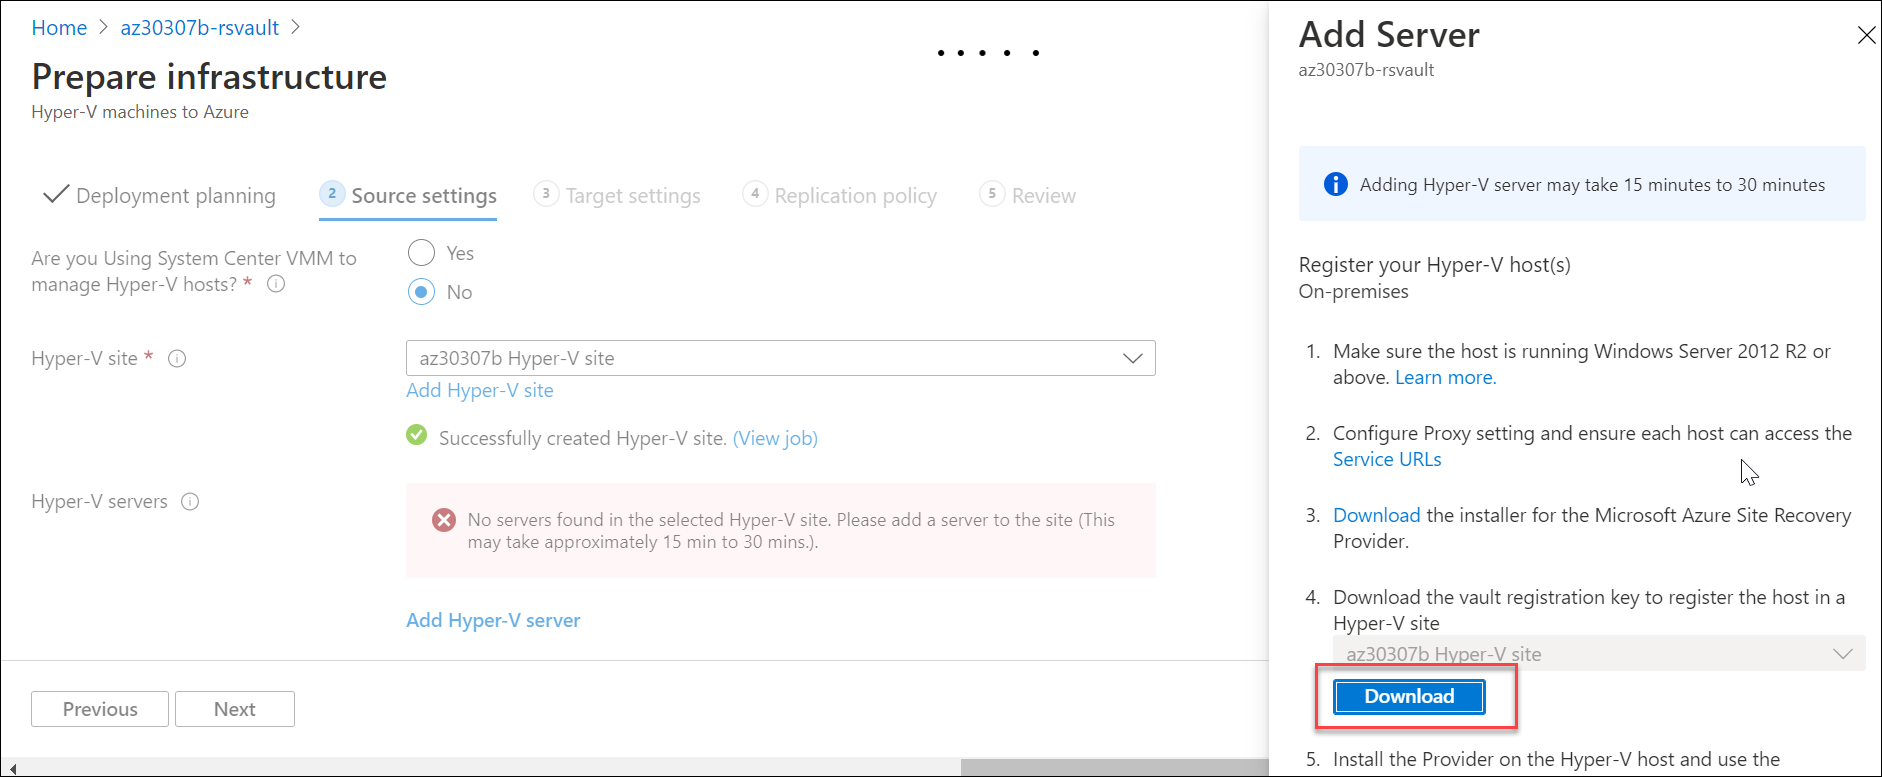 Home > az30307b-rsvault >
Prepare infrastructure
Hyper-V machines to Azure
Deployment planning
2 Source settings
3 Target settings
4 Replication policy
5 Review
Are you Using System Center VMM to
manage Hyper-V hosts? *
Yes
No
Hyper-V site *
az30307b Hyper-V site
Add Hyper-V site
Successfully created Hyper-V site. (View job)
Hyper-V servers
No servers found in the selected Hyper-V site. Please add a server to the site (This
may take approximately 15 min to 30 mins.).
Add Hyper-V server
Previous
Next
Add Server
az30307b-rsvault
Adding Hyper-V server may take 15 minutes to 30 minutes
Register your Hyper-V host(s)
On-premises
1. Make sure the host is running Windows Server 2012 R2 or
above. Learn more.
2. Configure Proxy setting and ensure each host can access the
Service URLs
3. Download the installer for the Microsoft Azure Site Recovery
Provider.
4. Download the vault registration key to register the host in a
Hyper-V site
az30307b Hyper-V site
Download
5. Install the Provider on the Hyper-V host and use the